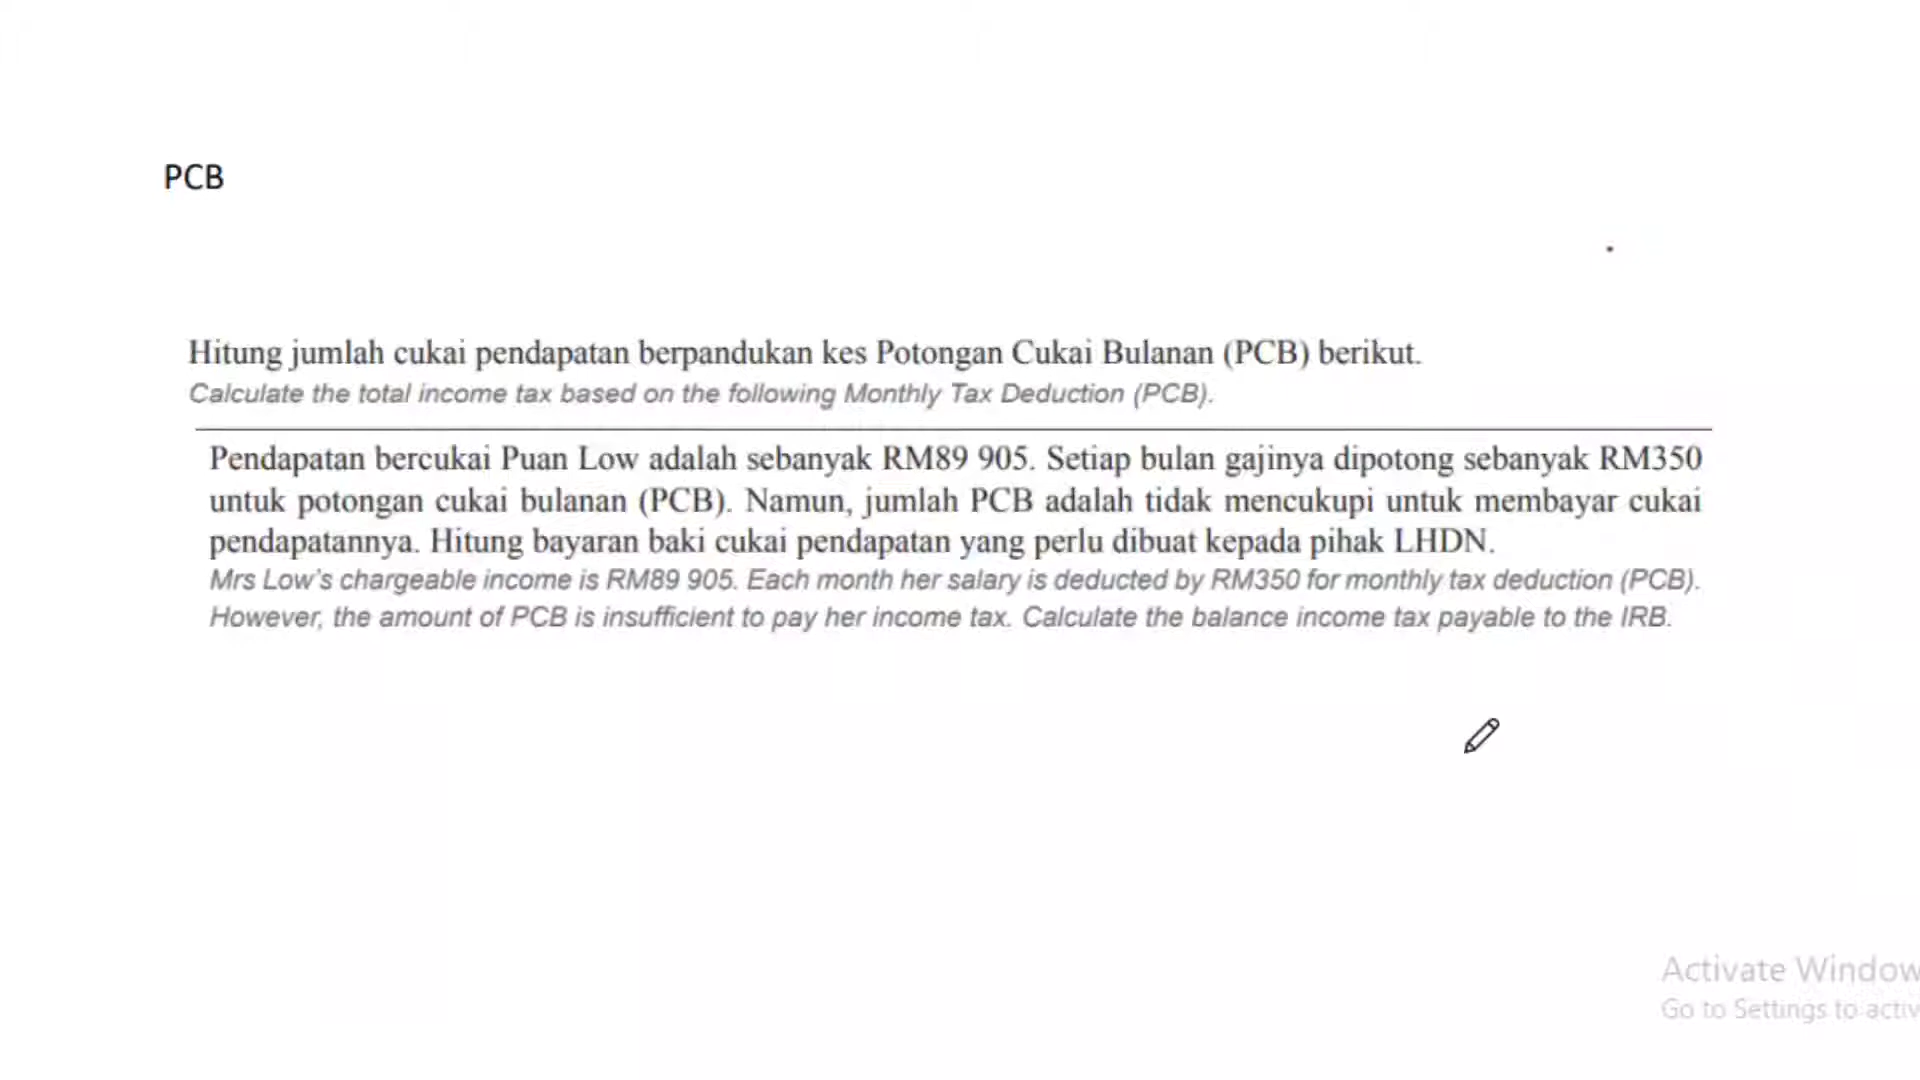 PCB
Hitung jumlah cukai pendapatan berpandukan kes Potongan Cukai Bulanan (PCB) berikut.
Calculate the total income tax based on the following Monthly Tax Deduction (PCB).
Pendapatan bercukai Puan Low adalah sebanyak RM89 905. Setiap bulan gajinya dipotong sebanyak RM350
untuk potongan cukai bulanan (PCB). Namun, jumlah PCB adalah tidak mencukupi untuk membayar cukai
pendapatannya. Hitung bayaran baki cukai pendapatan yang perlu dibuat kepada pihak LHDN.
Mrs Low's chargeable income is RM89 905. Each month her salary is deducted by RM350 for monthly tax deduction (PCB).
However, the amount of PCB is insufficient to pay her income tax. Calculate the balance income tax payable to the IRB.
Activate Window
Go to Settings to activ